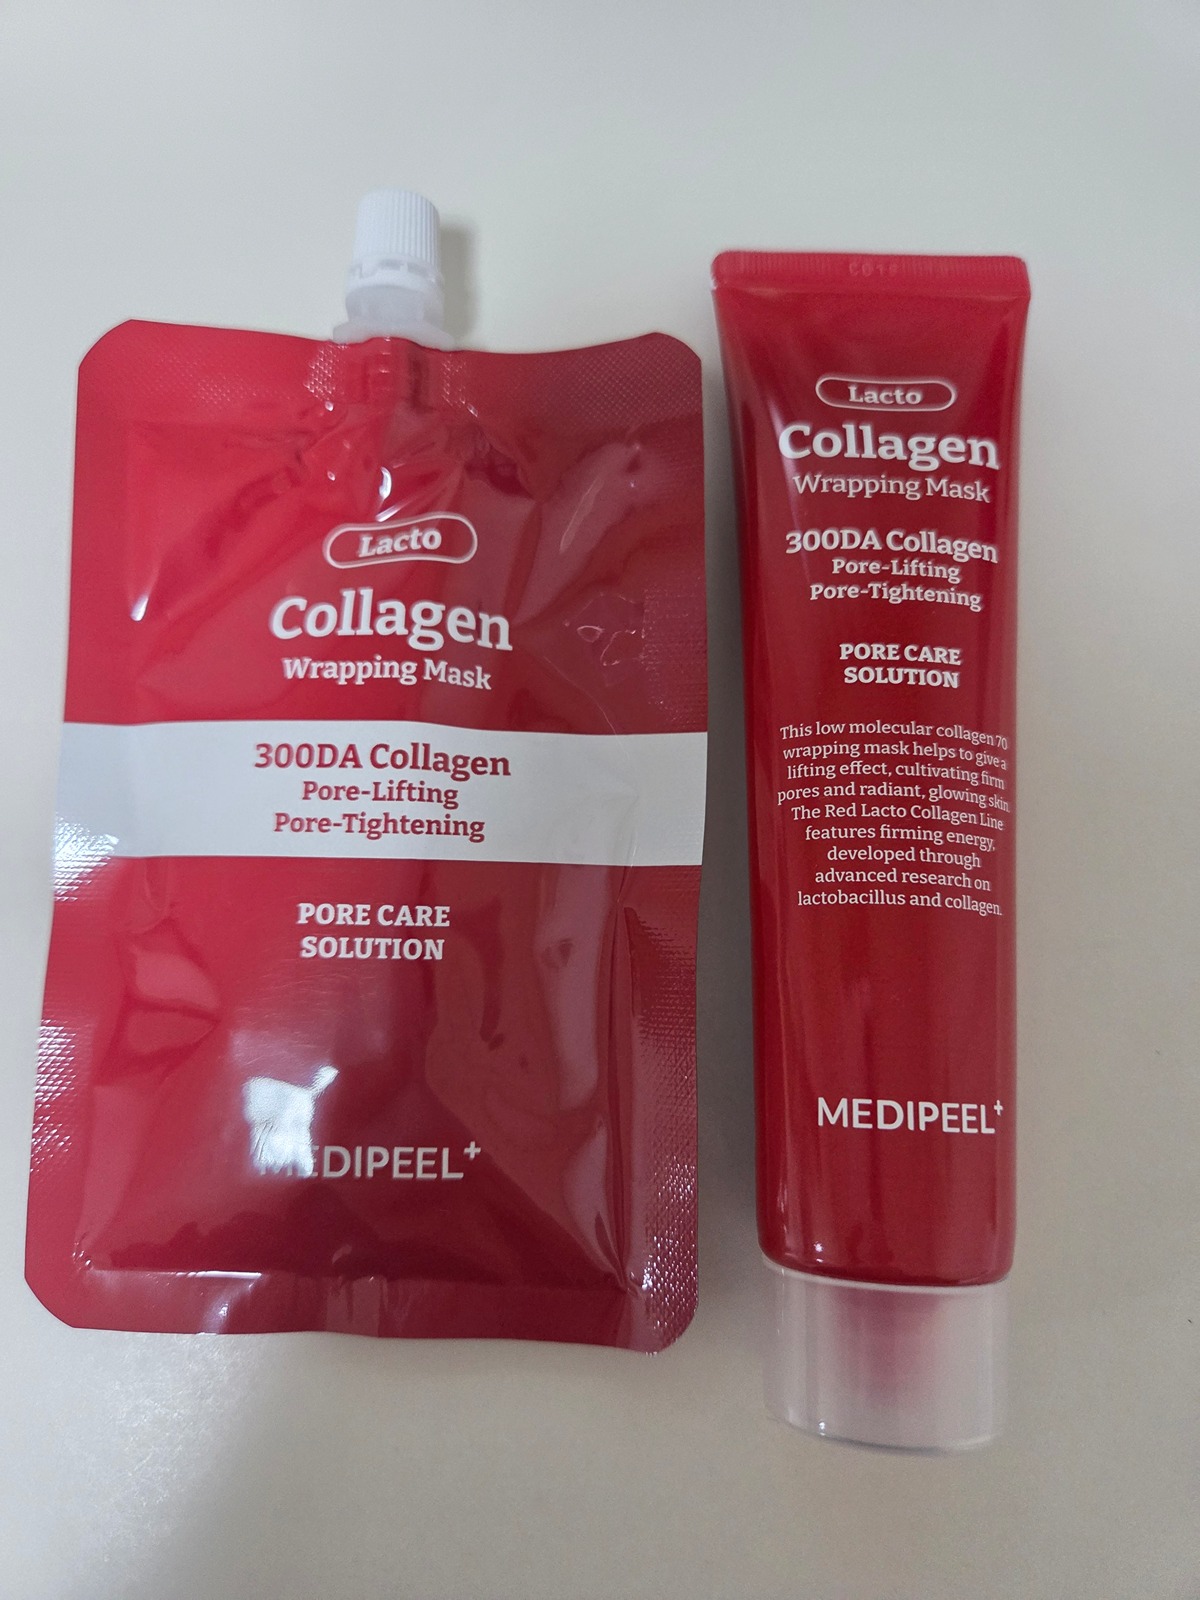 Lacto
Collagen
Wrapping Mask
300DA Collagen
Pore-Lifting
Pore-Tightening
PORE CARE
SOLUTION
MEDIPEEL+
Lacto
Collagen
Wrapping Mask
300DA Collagen
Pore-Lifting
Pore-Tightening
PORE CARE
SOLUTION
This low molecular collagen 70
wrapping mask helps to give a
lifting effect, cultivating firm
pores and radiant, glowing skin.
The Red Lacto Collagen Line
features firming energy,
developed through
advanced research on
lactobacillus and collagen.
MEDIPEEL+